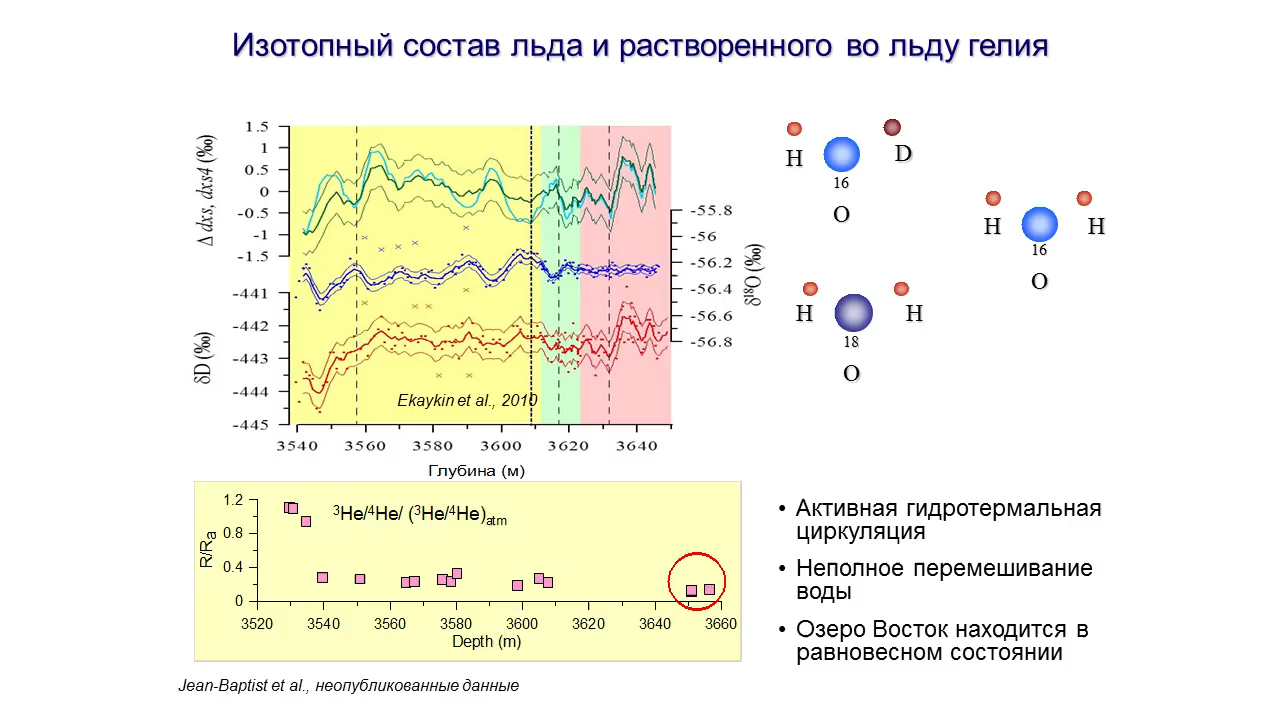 Изотопный состав льда и растворенного во льду гелия
1.5
1
0.5
0
-0.5
-1
-1.5
Δ dxs, dxs4 (‰)
-55.8
-56
-56.2
-56.4
-56.6
-56.8
δ18O (‰)
-441
-442
-443
-444
-445
δD (‰)
Ekaykin et al., 2010
3540 3560 3580 3600 3620 3640
Глубина (м)
H D
16
O
H H
16
O
H H
18
O
1.2
0.8
0.4
0
R/Ra
3He/4He/ (3He/4He)atm
3520 3540 3560 3580 3600 3620 3640 3660
Depth (m)
Jean-Baptist et al., неопубликованные данные
• Активная гидротермальная
циркуляция
• Неполное перемешивание
воды
• Озеро Восток находится в
равновесном состоянии